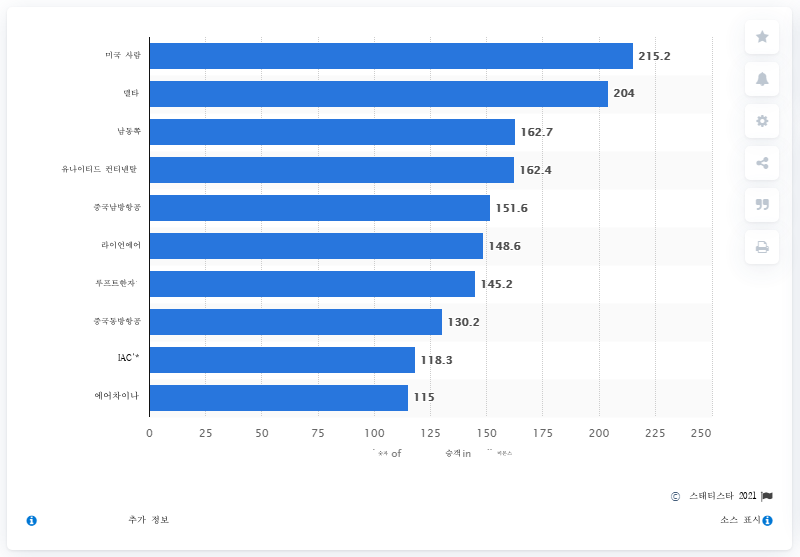 미국 사람 215.2
델타 204
남동쪽 162.7
유나이티드 컨티넨탈 162.4
중국남방항공 151.6
라이언에어 148.6
루프트한자* 145.2
중국동방항공 130.2
IAC** 118.3
에어차이나 115
0 25 50 75 100 125 150 175 200 225 250
of 승객 in
© 스태티스타 2021
추가 정보 소스 표시